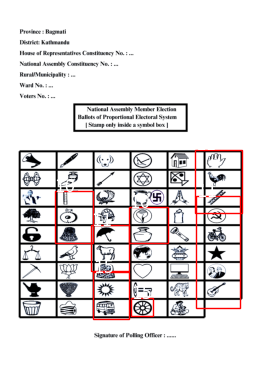 Province : Bagmati
District: Kathmandu
House of Representatives Constituency No. : ...
National Assembly Constituency No. : ...
Rural/Municipality : ...
Ward No. : ...
Voters No. : ...
National Assembly Member Election
Ballots of Proportional Electoral System
[ Stamp only inside a symbol box ]
Signature of Polling Officer : ......